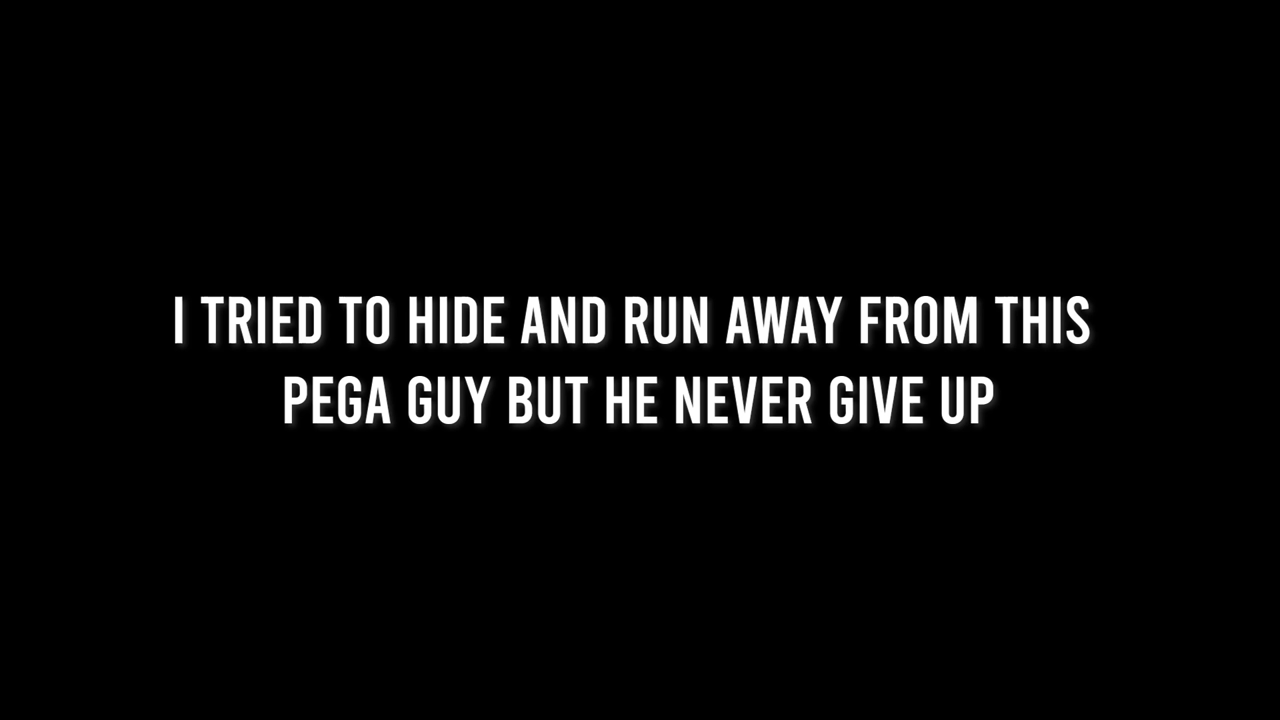 I TRIED TO HIDE AND RUN AWAY FROM THIS
PEGA GUY BUT HE NEVER GIVE UP